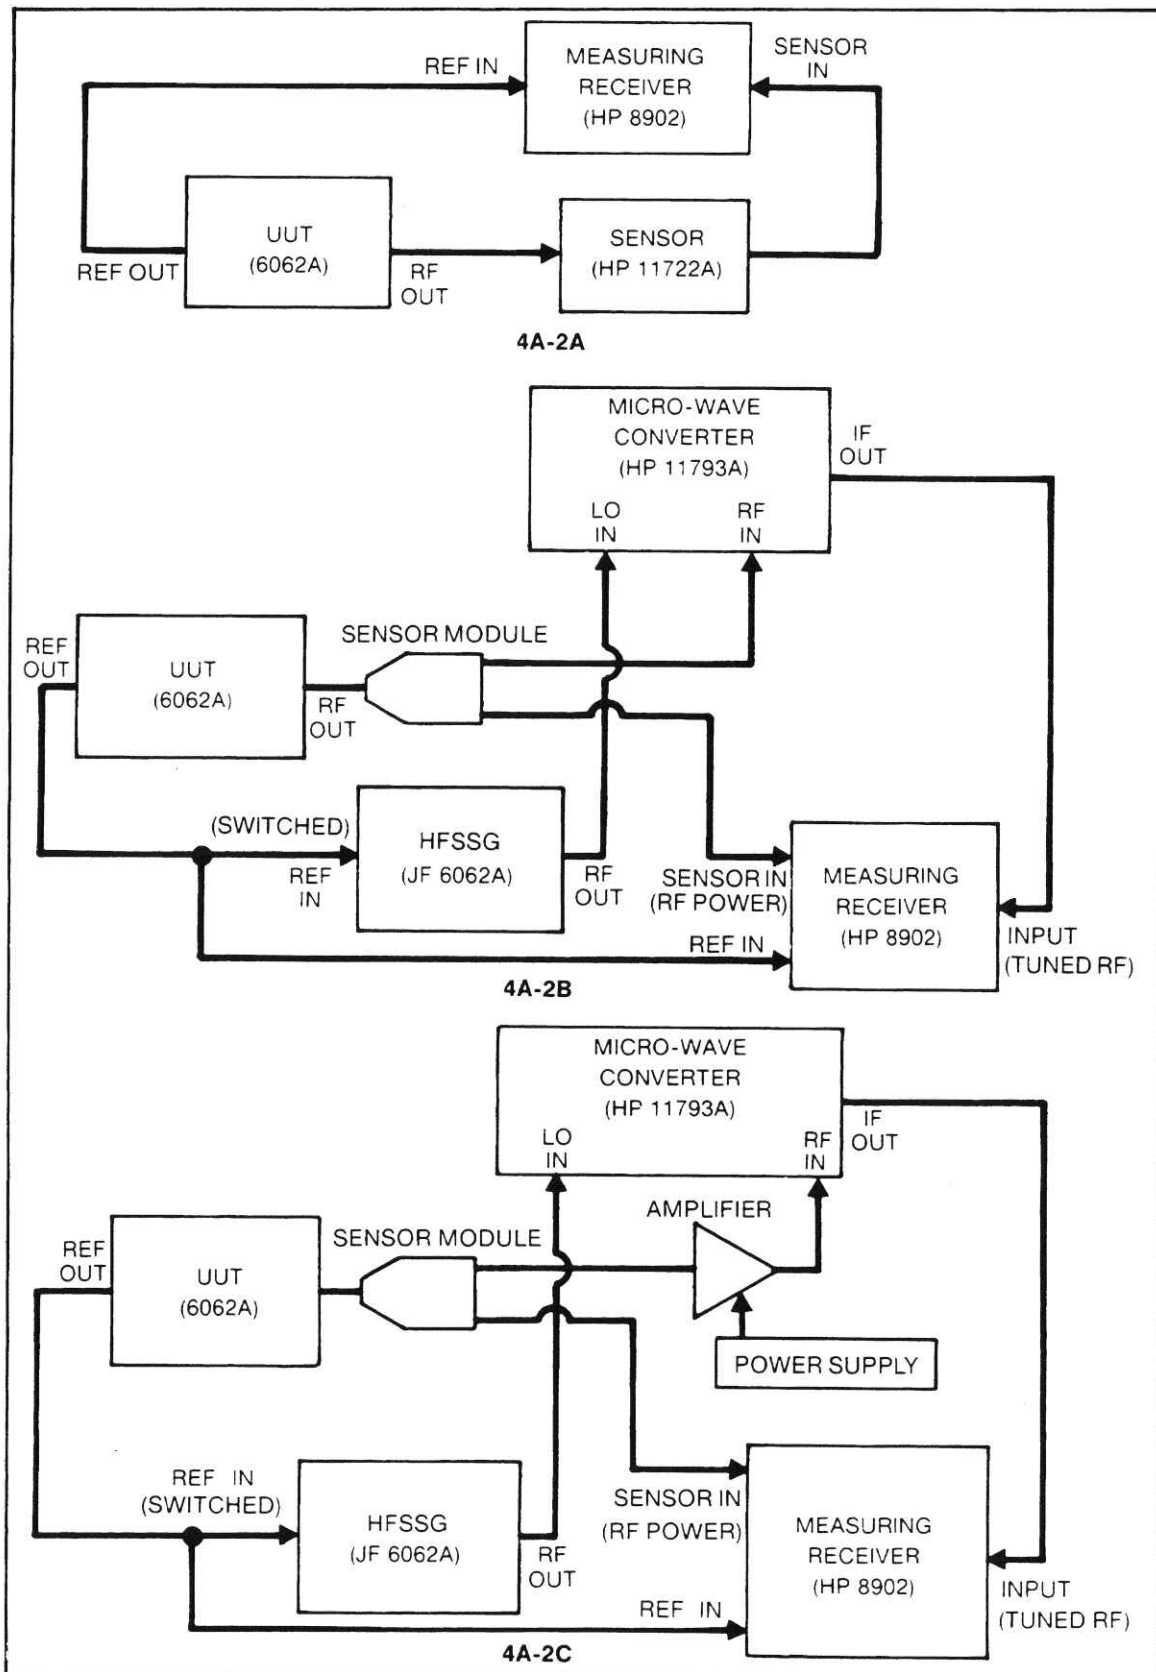 MEASURING
RECEIVER
(HP 8902)
REF IN
SENSOR
IN
UUT
(6062A)
REF OUT
RF
OUT
SENSOR
(HP 11722A)
4A-2A
MICRO-WAVE
CONVERTER
(HP 11793A)
LO
IN
RF
IN
IF
OUT
REF
OUT
UUT
(6062A)
RF
OUT
SENSOR MODULE
(SWITCHED)
REF
IN
HFSSG
(JF 6062A)
RF
OUT
SENSOR IN
(RF POWER)
REF IN
MEASURING
RECEIVER
(HP 8902)
INPUT
(TUNED RF)
4A-2B
MICRO-WAVE
CONVERTER
(HP 11793A)
LO
IN
RF
IN
IF
OUT
AMPLIFIER
REF
OUT
UUT
(6062A)
SENSOR MODULE
POWER SUPPLY
REF IN
(SWITCHED)
HFSSG
(JF 6062A)
RF
OUT
SENSOR IN
(RF POWER)
REF IN
MEASURING
RECEIVER
(HP 8902)
INPUT
(TUNED RF)
4A-2C